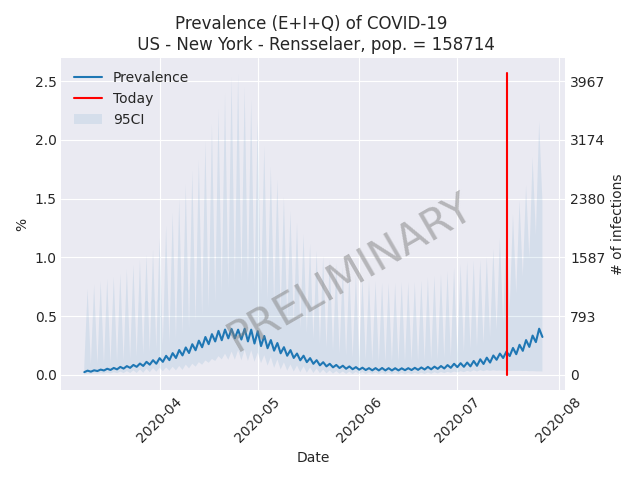 Prevalence (E+I+Q) of COVID-19
US - New York - Rensselaer, pop. = 158714
Prevalence
Today
95CI
2.5
2.0
1.5
1.0
0.5
0.0
%
3967
3174
2380
1587
793
0
# of infections
PRELIMINARY
2020-04
2020-05
2020-06
2020-07
2020-08
Date